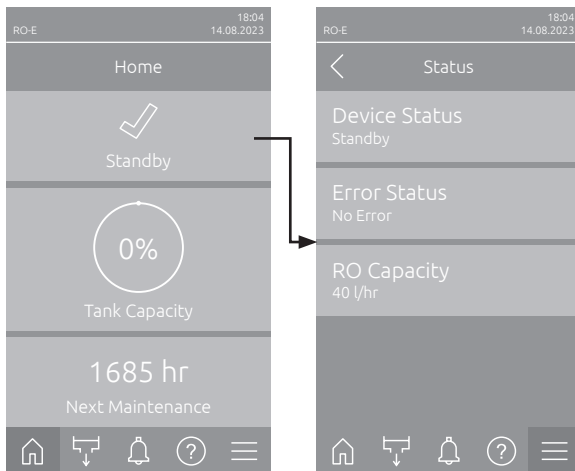 18:04
RO-E 14.08.2023
Home
Standby
0%
Tank Capacity
1685 hr
Next Maintenance
?
18:04
RO-E 14.08.2023
Status
Device Status
Standby
Error Status
No Error
RO Capacity
40 l/hr
?